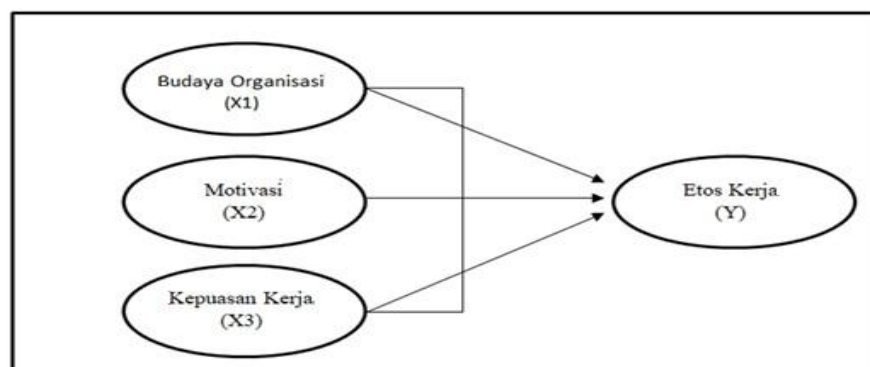 Budaya Organisasi
(X1)
Motivasi
(X2)
Kepuasan Kerja
(X3)
Etos Kerja
(Y)